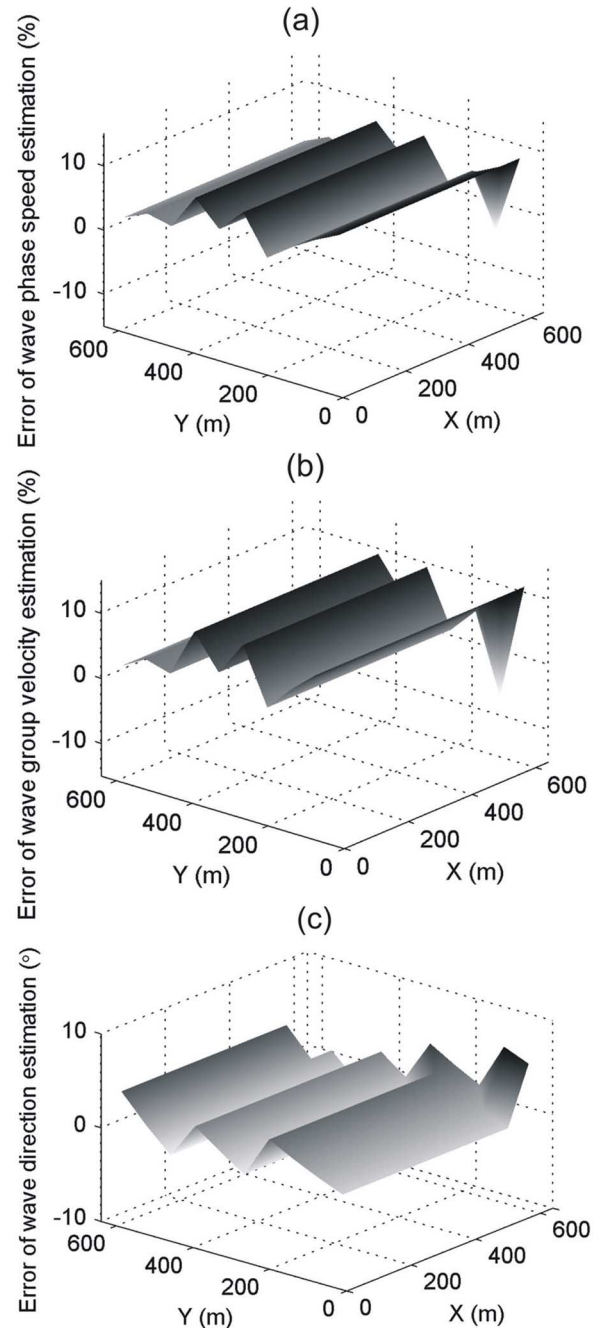 (a)
Error of wave phase speed estimation (%)
10
0
-10
600
400
200
0
Y (m)
0
200
400
600
X (m)
(b)
Error of wave group velocity estimation (%)
10
0
-10
600
400
200
0
Y (m)
0
200
400
600
X (m)
(c)
Error of wave direction estimation (°)
10
0
-10
600
400
200
0
Y (m)
0
200
400
600
X (m)